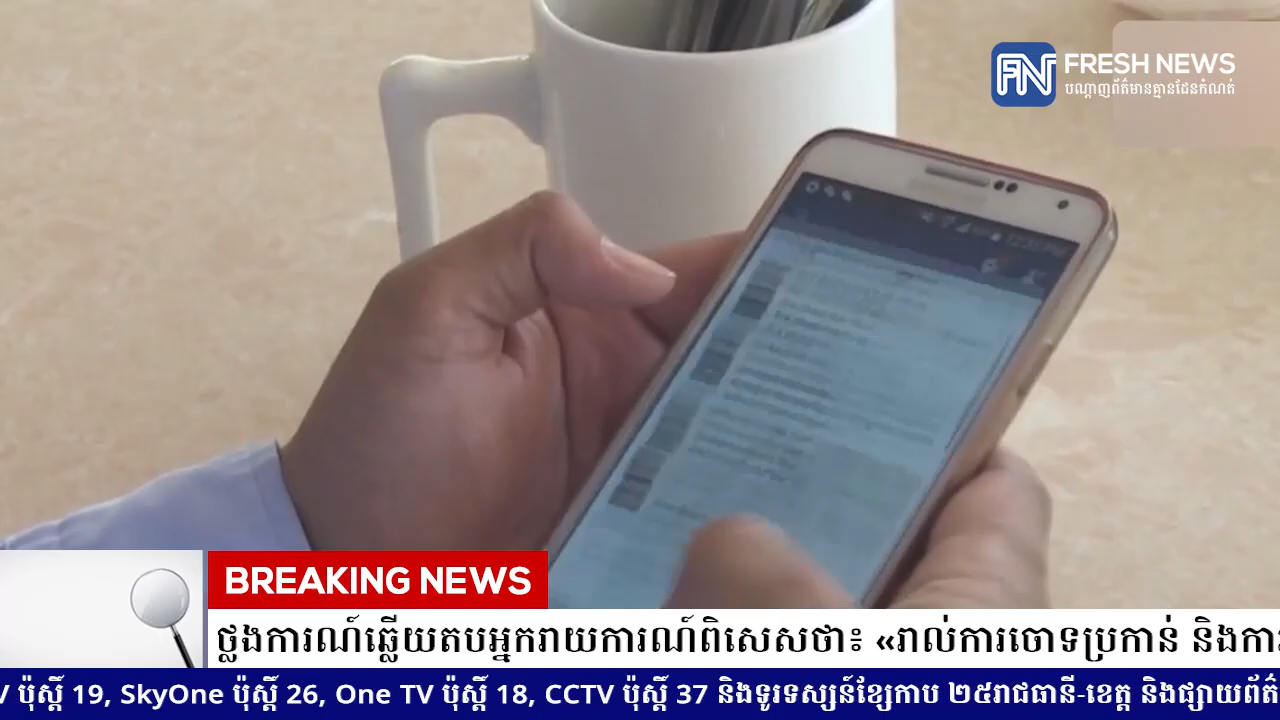 FRESH NEWS
បណ្តាញព័ត៌មានគ្មានដែនកំណត់
BREAKING NEWS
ថ្លងការណ៍ឆ្លើយតបអ្នករាយការណ៍ពិសេសថា៖ «រាល់ការចោទប្រកាន់ និងការ
V ប៉ុស្តិ៍ 19, SkyOne ប៉ុស្តិ៍ 26, One TV ប៉ុស្តិ៍ 18, CCTV ប៉ុស្តិ៍ 37 និងទូរទស្សន៍ខ្សែកាប ២៥រាជធានី-ខេត្ត និងផ្សាយព័ត៌